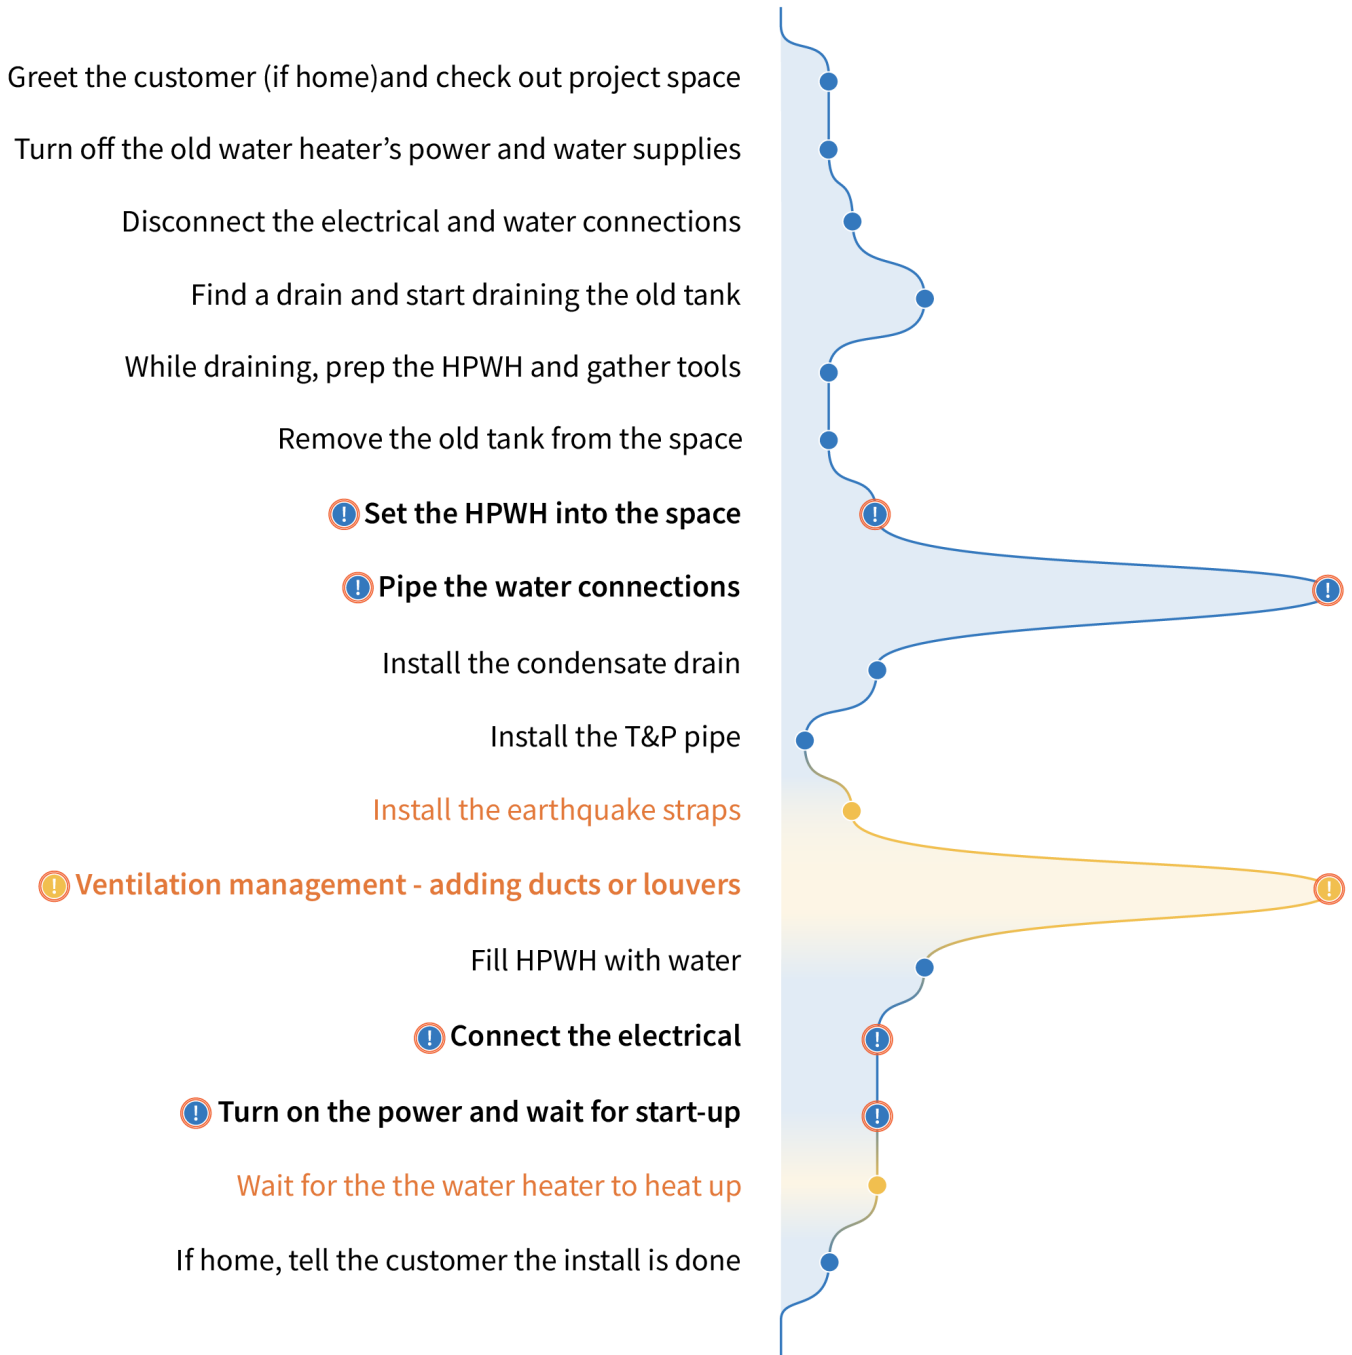 Greet the customer (if home)and check out project space
Turn off the old water heater’s power and water supplies
Disconnect the electrical and water connections
Find a drain and start draining the old tank
While draining, prep the HPWH and gather tools
Remove the old tank from the space
! Set the HPWH into the space !
! Pipe the water connections !
Install the condensate drain
Install the T&P pipe
Install the earthquake straps
! Ventilation management - adding ducts or louvers !
Fill HPWH with water
! Connect the electrical !
! Turn on the power and wait for start-up !
Wait for the the water heater to heat up
If home, tell the customer the install is done